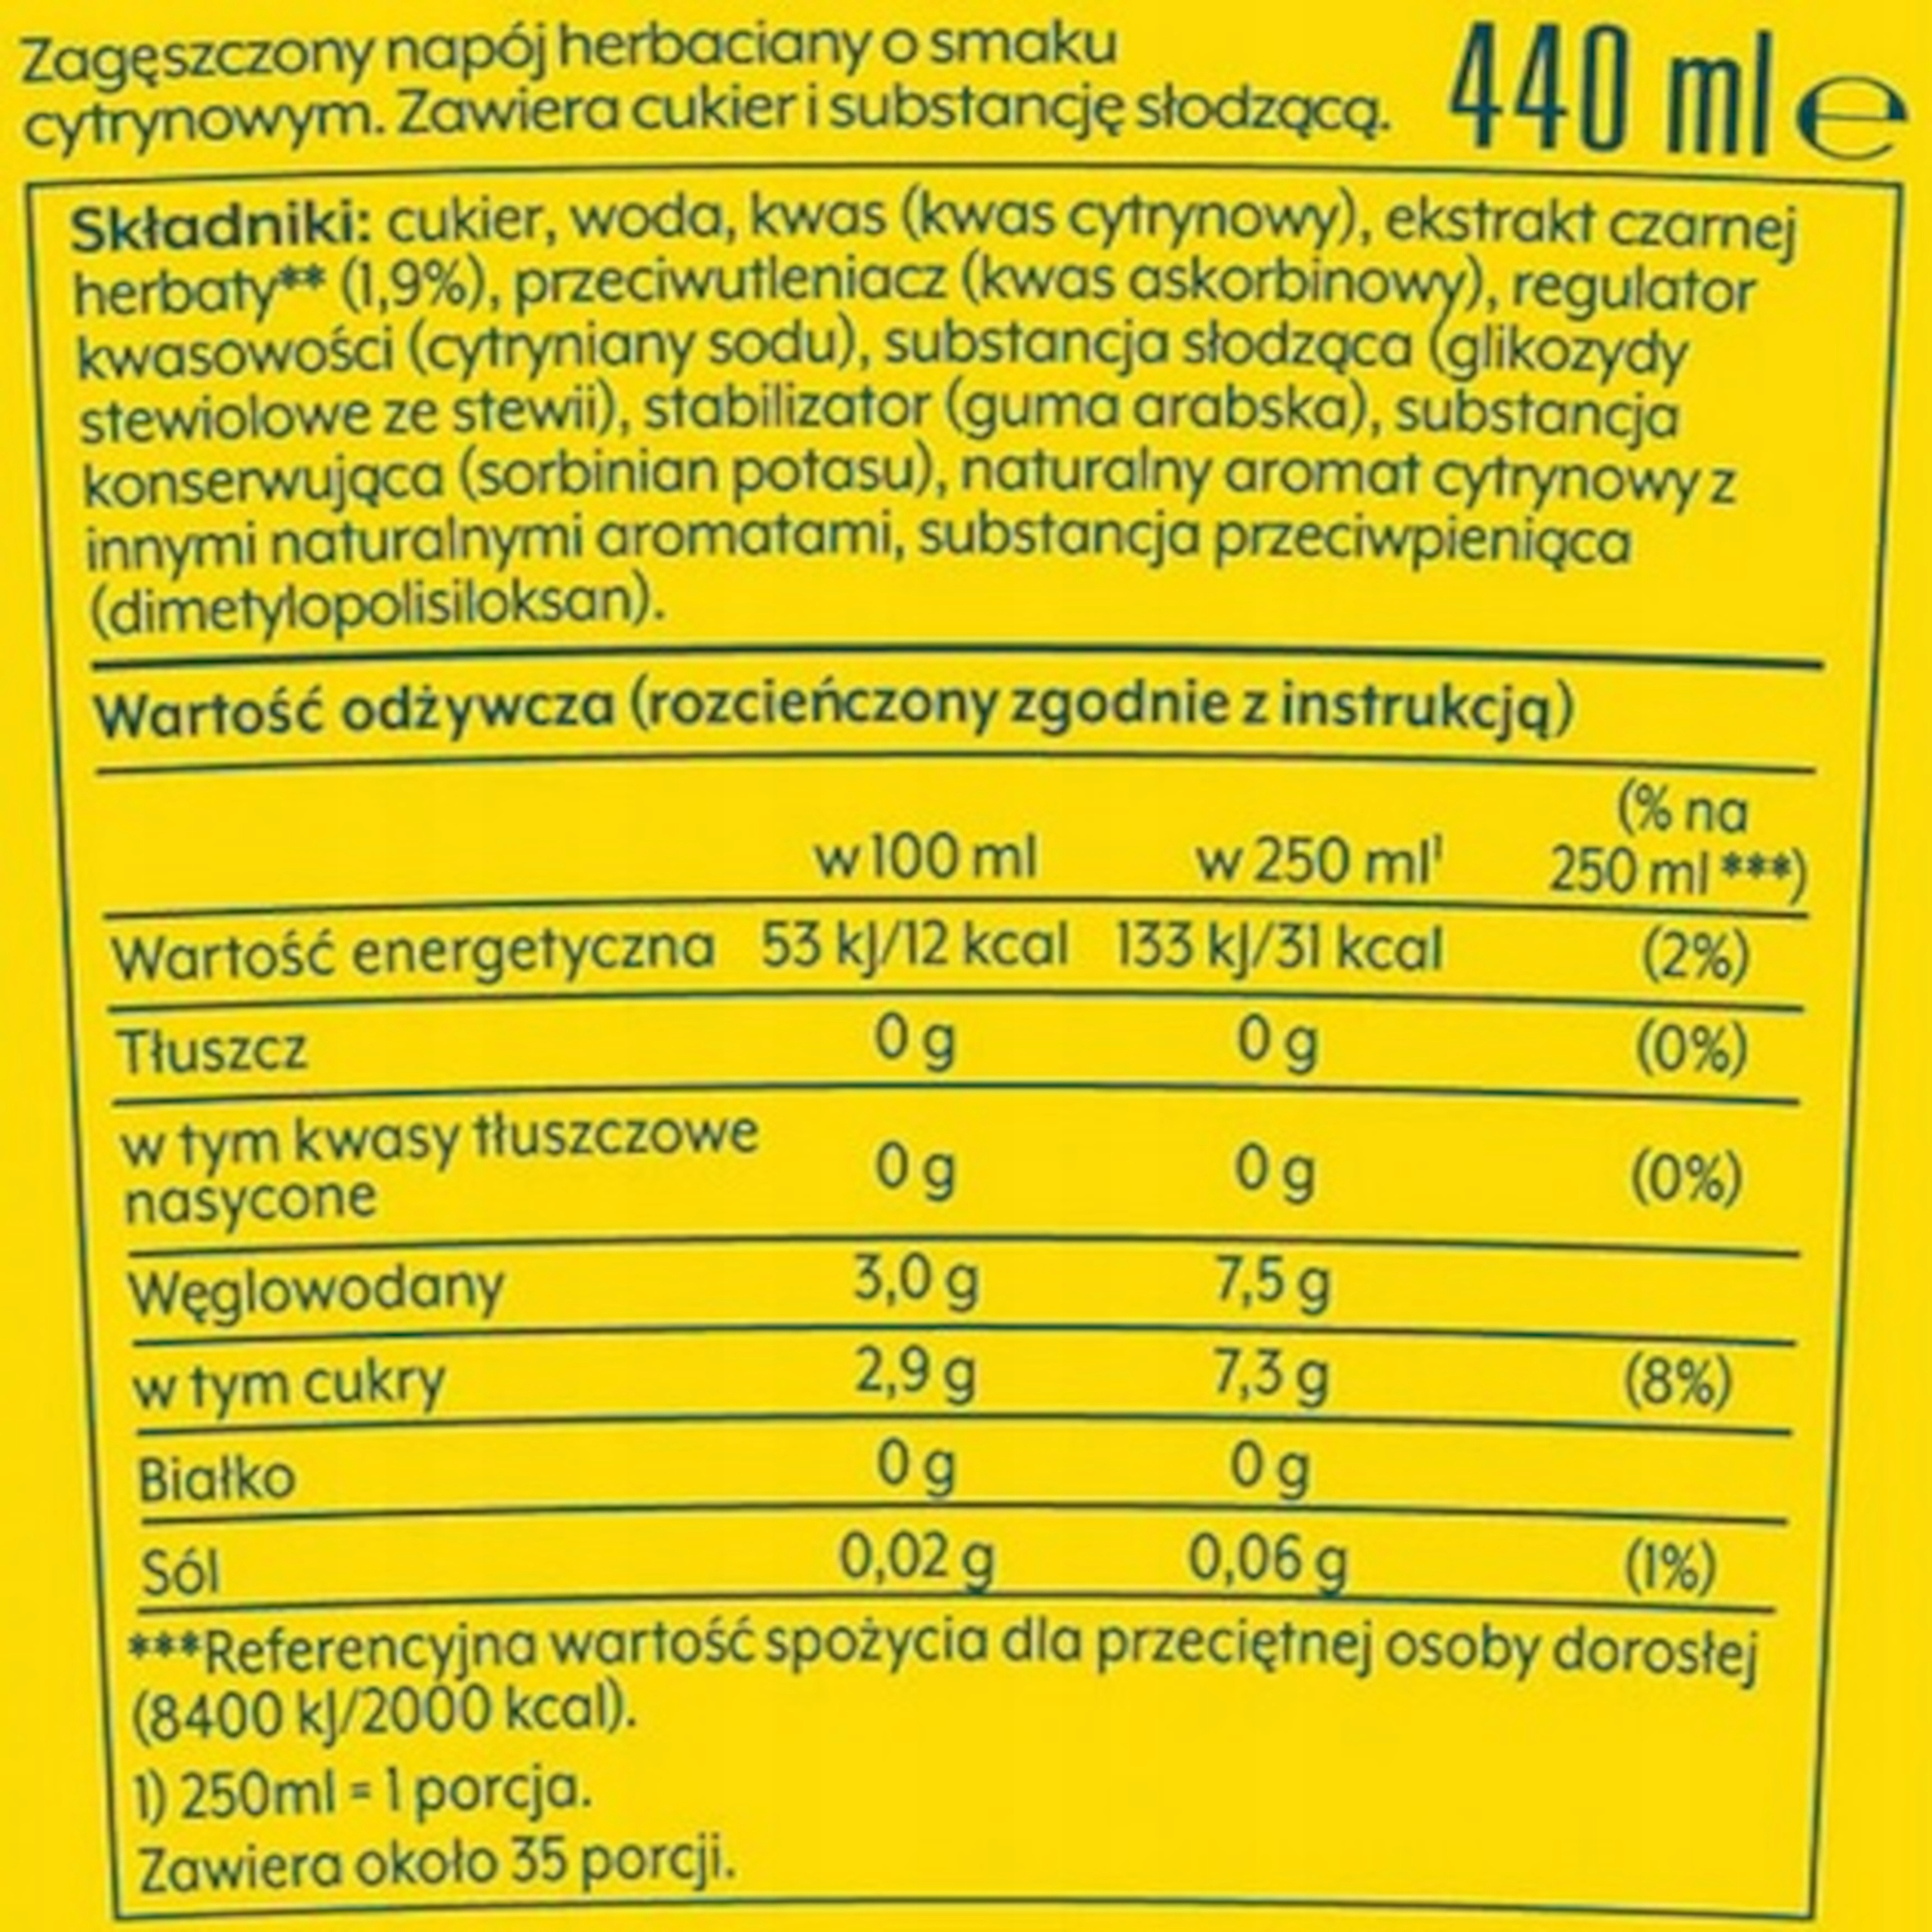 Zagęszczony napój herbaciany o smaku
cytrynowym. Zawiera cukier i substancję słodzącą.
440 ml e
Składniki: cukier, woda, kwas (kwas cytrynowy), ekstrakt czarnej
herbaty** (1,9%), przeciwutleniacz (kwas askorbinowy), regulator
kwasowości (cytryniany sodu), substancja słodząca (glikozydy
stewiolowe ze stewii), stabilizator (guma arabska), substancja
konserwująca (sorbinian potasu), naturalny aromat cytrynowy z
innymi naturalnymi aromatami, substancja przeciwpieniąca
(dimetylopolisiloksan).
Wartość odżywcza (rozcieńczony zgodnie z instrukcją)
(% na
w 100 ml w 250 ml¹ 250 ml ***)
Wartość energetyczna 53 kJ/12 kcal 133 kJ/31 kcal (2%)
Tłuszcz 0 g 0 g (0%)
w tym kwasy tłuszczowe
nasycone 0 g 0 g (0%)
Węglowodany 3,0 g 7,5 g
w tym cukry 2,9 g 7,3 g (8%)
Białko 0 g 0 g
Sól 0,02 g 0,06 g (1%)
***Referencyjna wartość spożycia dla przeciętnej osoby dorosłej
(8400 kJ/2000 kcal).
1) 250ml = 1 porcja.
Zawiera około 35 porcji.